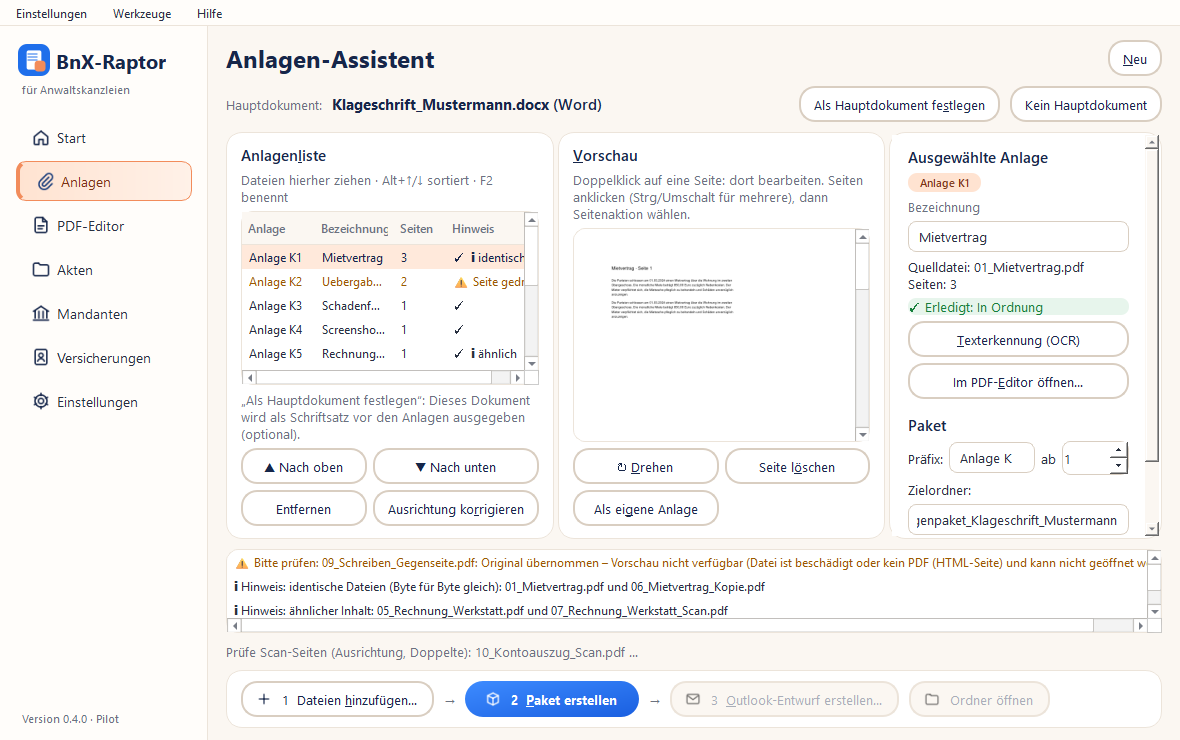 Einstellungen Werkzeuge Hilfe
BnX-Raptor
für Anwaltskanzleien
Start
Anlagen
PDF-Editor
Akten
Mandanten
Versicherungen
Einstellungen
Version 0.4.0 · Pilot
Anlagen-Assistent
Neu
Hauptdokument: Klageschrift_Mustermann.docx (Word)
Als Hauptdokument festlegen
Kein Hauptdokument
Anlagenliste
Dateien hierher ziehen · Alt+↑/↓ sortiert · F2
benennt
Anlage Bezeichnung Seiten Hinweis
Anlage K1 Mietvertrag 3 ✓ ℹ identisch
Anlage K2 Uebergab... 2 ⚠ Seite gedr
Anlage K3 Schadenf... 1 ✓
Anlage K4 Screensho... 1 ✓
Anlage K5 Rechnung... 1 ✓ ℹ ähnlich
„Als Hauptdokument festlegen“: Dieses Dokument
wird als Schriftsatz vor den Anlagen ausgegeben
(optional).
▲ Nach oben
▼ Nach unten
Entfernen
Ausrichtung korrigieren
Vorschau
Doppelklick auf eine Seite: dort bearbeiten. Seiten
anklicken (Strg/Umschalt für mehrere), dann
Seitenaktion wählen.
Mietvertrag - Seite 1
↻ Drehen
Seite löschen
Als eigene Anlage
Ausgewählte Anlage
Anlage K1
Bezeichnung
Mietvertrag
Quelldatei: 01_Mietvertrag.pdf
Seiten: 3
✓ Erledigt: In Ordnung
Texterkennung (OCR)
Im PDF-Editor öffnen...
Paket
Präfix: Anlage K ab 1
Zielordner:
genpaket_Klageschrift_Mustermann
⚠ Bitte prüfen: 09_Schreiben_Gegenseite.pdf: Original übernommen – Vorschau nicht verfügbar (Datei ist beschädigt oder kein PDF (HTML-Seite) und kann nicht geöffnet w
ℹ Hinweis: identische Dateien (Byte für Byte gleich): 01_Mietvertrag.pdf und 06_Mietvertrag_Kopie.pdf
ℹ Hinweis: ähnlicher Inhalt: 05_Rechnung_Werkstatt.pdf und 07_Rechnung_Werkstatt_Scan.pdf
Prüfe Scan-Seiten (Ausrichtung, Doppelte): 10_Kontoauszug_Scan.pdf ...
+ 1 Dateien hinzufügen... → 2 Paket erstellen → 3 Outlook-Entwurf erstellen... Ordner öffnen